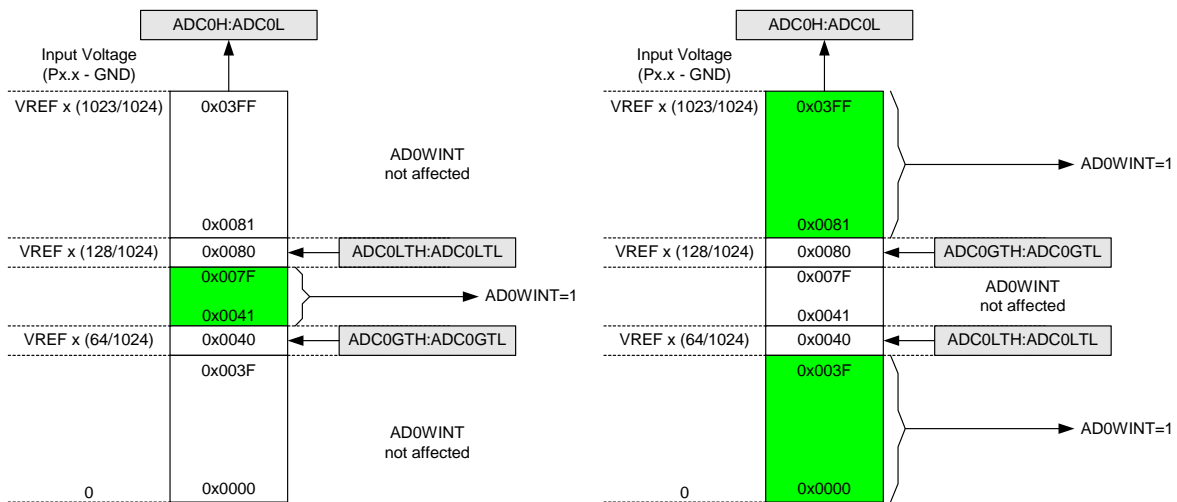 ADC0H:ADC0L
Input Voltage
(Px.x - GND)
VREF x (1023/1024)
0x03FF
AD0WINT
not affected
0x0081
VREF x (128/1024)
0x0080
ADC0LTH:ADC0LTL
0x007F
AD0WINT=1
0x0041
VREF x (64/1024)
0x0040
ADC0GTH:ADC0GTL
0x003F
AD0WINT
not affected
0
0x0000
ADC0H:ADC0L
Input Voltage
(Px.x - GND)
VREF x (1023/1024)
0x03FF
AD0WINT=1
0x0081
VREF x (128/1024)
0x0080
ADC0GTH:ADC0GTL
0x007F
AD0WINT
not affected
0x0041
VREF x (64/1024)
0x0040
ADC0LTH:ADC0LTL
0x003F
AD0WINT=1
0
0x0000